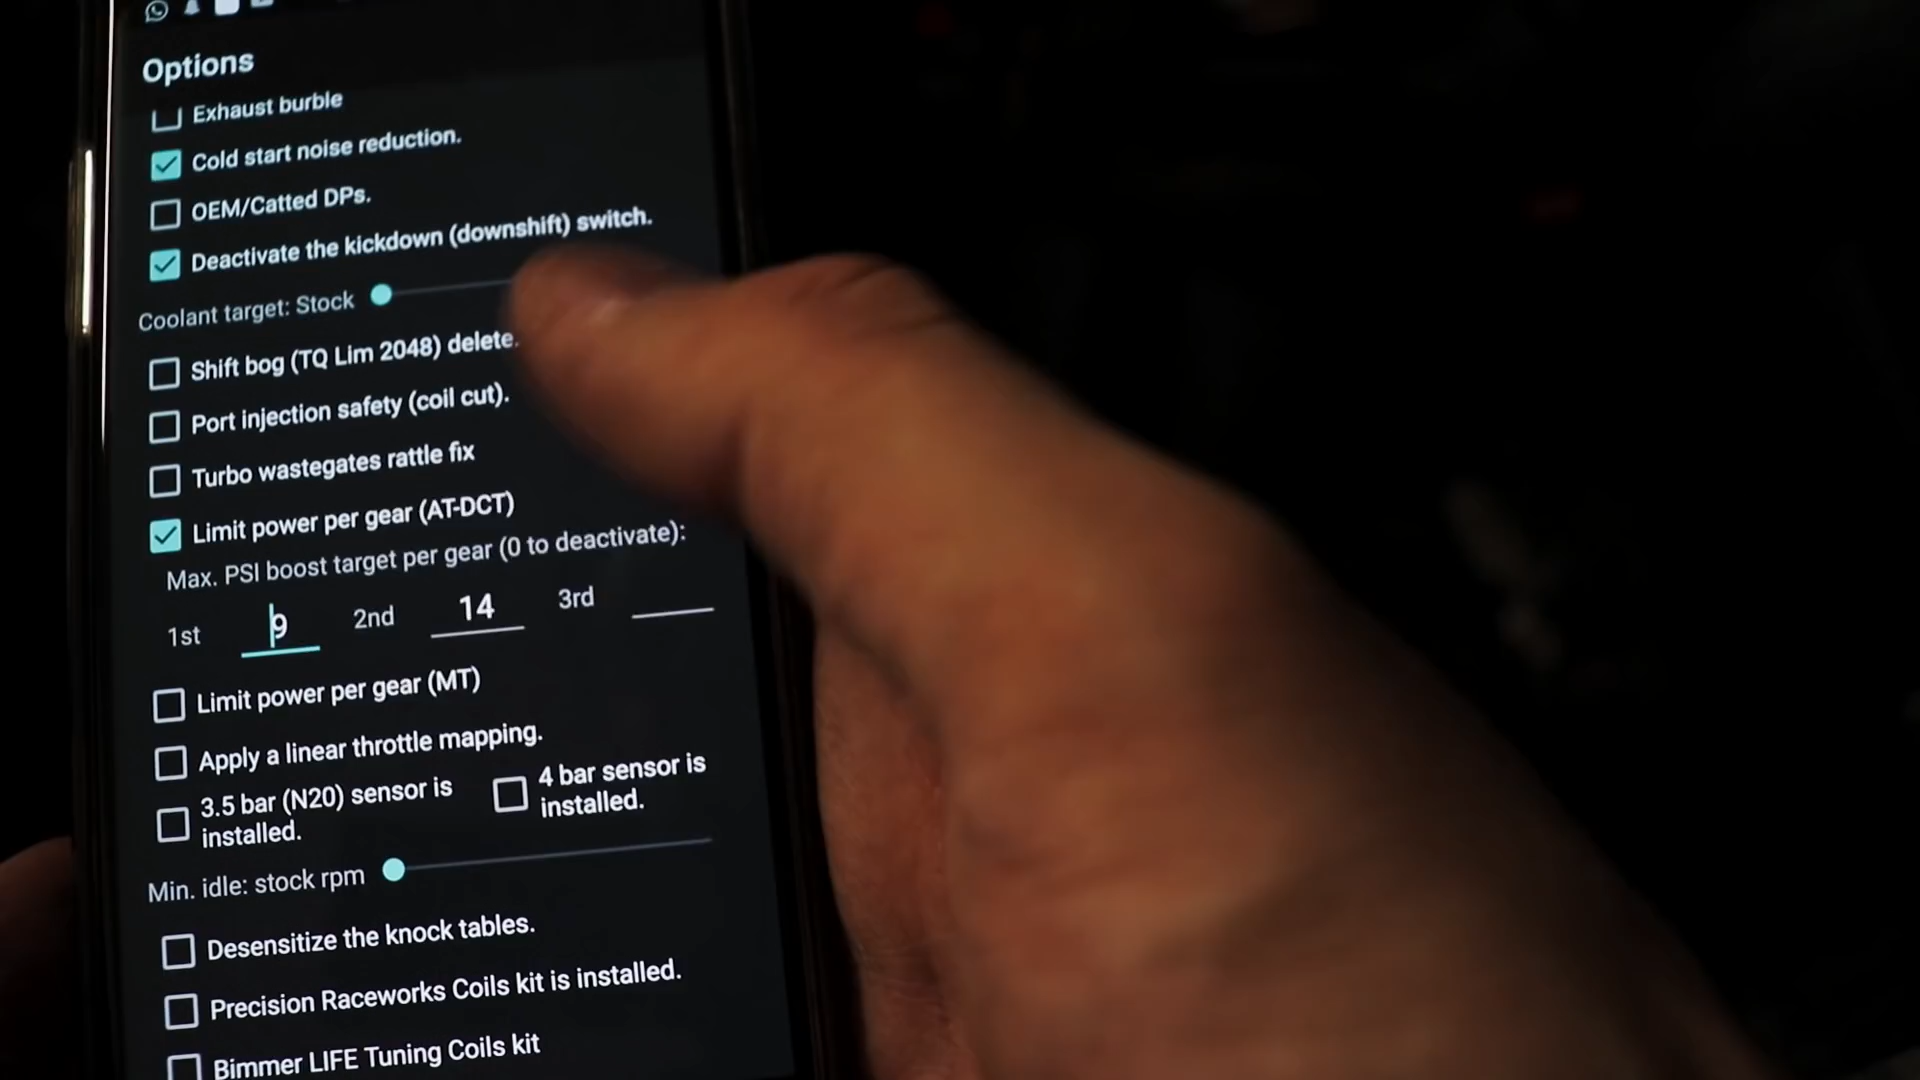 Options
Exhaust burble
Cold start noise reduction.
OEM/Catted DPs.
Deactivate the kickdown (downshift) switch.
Coolant target: Stock
Shift bog (TQ Lim 2048) delete.
Port injection safety (coil cut).
Turbo wastegates rattle fix
Limit power per gear (AT-DCT)
Max. PSI boost target per gear (0 to deactivate):
1st 9 2nd 14 3rd
Limit power per gear (MT)
Apply a linear throttle mapping.
3.5 bar (N20) sensor is
installed.
4 bar sensor is
installed.
Min. idle: stock rpm
Desensitize the knock tables.
Precision Raceworks Coils kit is installed.
Bimmer LIFE Tuning Coils kit